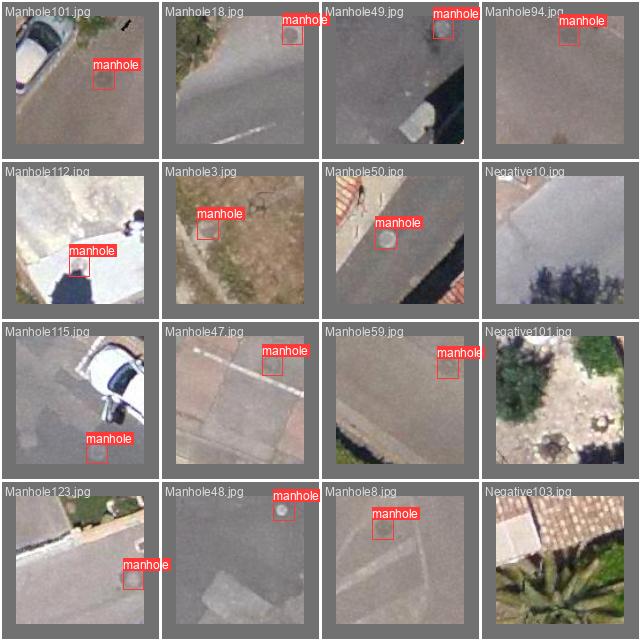 Manhole101.jpg
manhole
Manhole18.jpg
manhole
Manhole49.jpg
manhole
Manhole94.jpg
manhole
Manhole112.jpg
manhole
Manhole3.jpg
manhole
Manhole50.jpg
manhole
Negative10.jpg
Manhole115.jpg
manhole
Manhole47.jpg
manhole
Manhole59.jpg
manhole
Negative101.jpg
Manhole123.jpg
manhole
Manhole48.jpg
manhole
Manhole8.jpg
manhole
Negative103.jpg